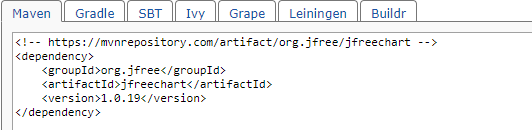 Maven Gradle SBT Ivy Grape Leiningen Buildr
<!-- https://mvnrepository.com/artifact/org.jfree/jfreechart -->
<dependency>
    <groupId>org.jfree</groupId>
    <artifactId>jfreechart</artifactId>
    <version>1.0.19</version>
</dependency>